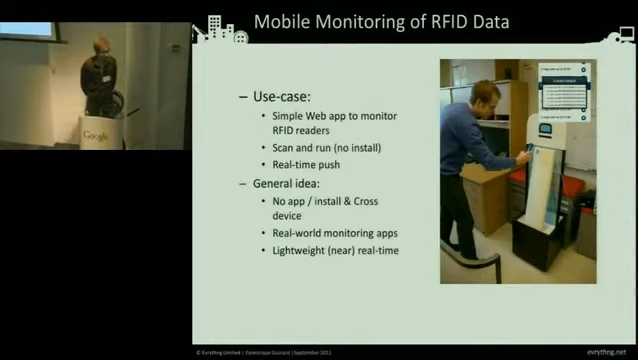 Mobile Monitoring of RFID Data
Google
– Use-case:
• Simple Web app to monitor
RFID readers
• Scan and run (no install)
• Real-time push
– General idea:
• No app / install & Cross
device
• Real-world monitoring apps
• Lightweight (near) real-time
© Evrythng Limited | Dominique Guinard | September 2011
evrythng.net